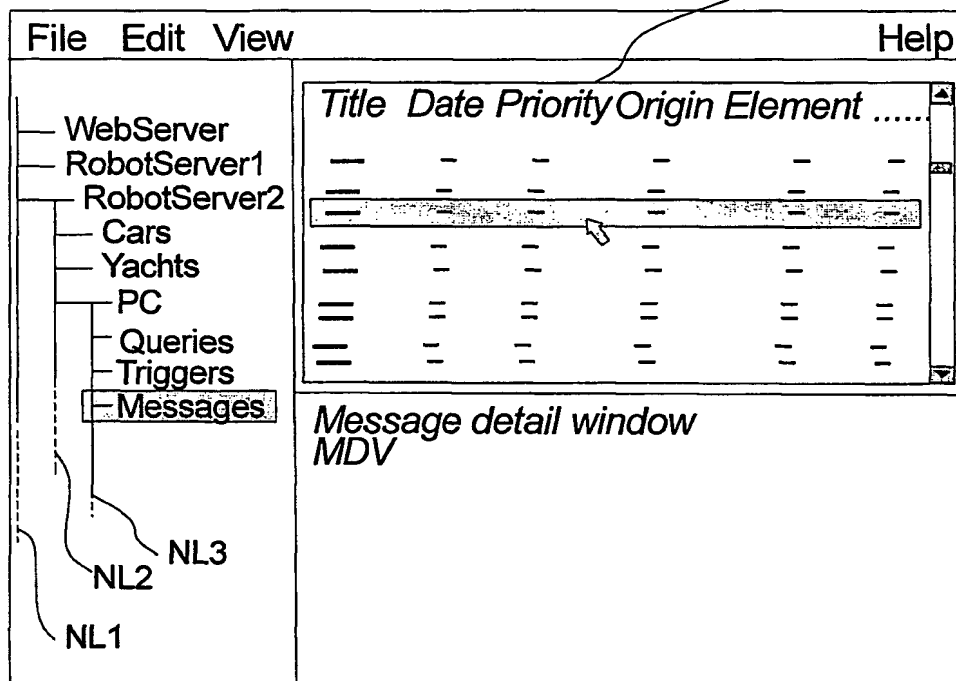 File Edit View Help
Title Date Priority Origin Element ......
WebServer
RobotServer1
RobotServer2
Cars
Yachts
PC
Queries
Triggers
Messages
Message detail window
MDV
NL3
NL2
NL1